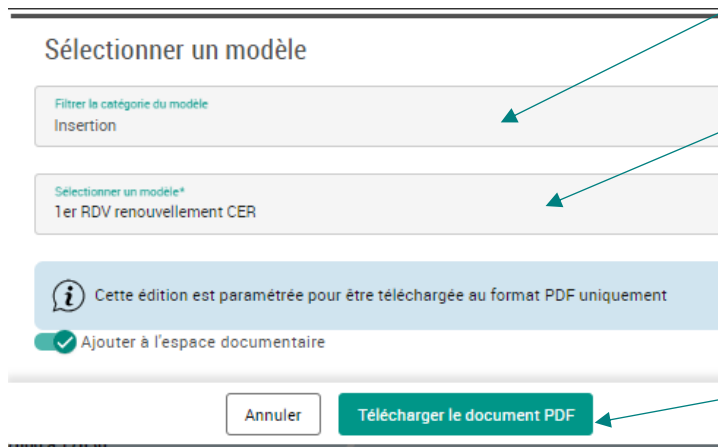 Sélectionner un modèle
Filtrer la catégorie du modèle
Insertion
Sélectionner un modèle*
1er RDV renouvellement CER
Cette édition est paramétrée pour être téléchargée au format PDF uniquement
Ajouter à l'espace documentaire
Annuler
Télécharger le document PDF